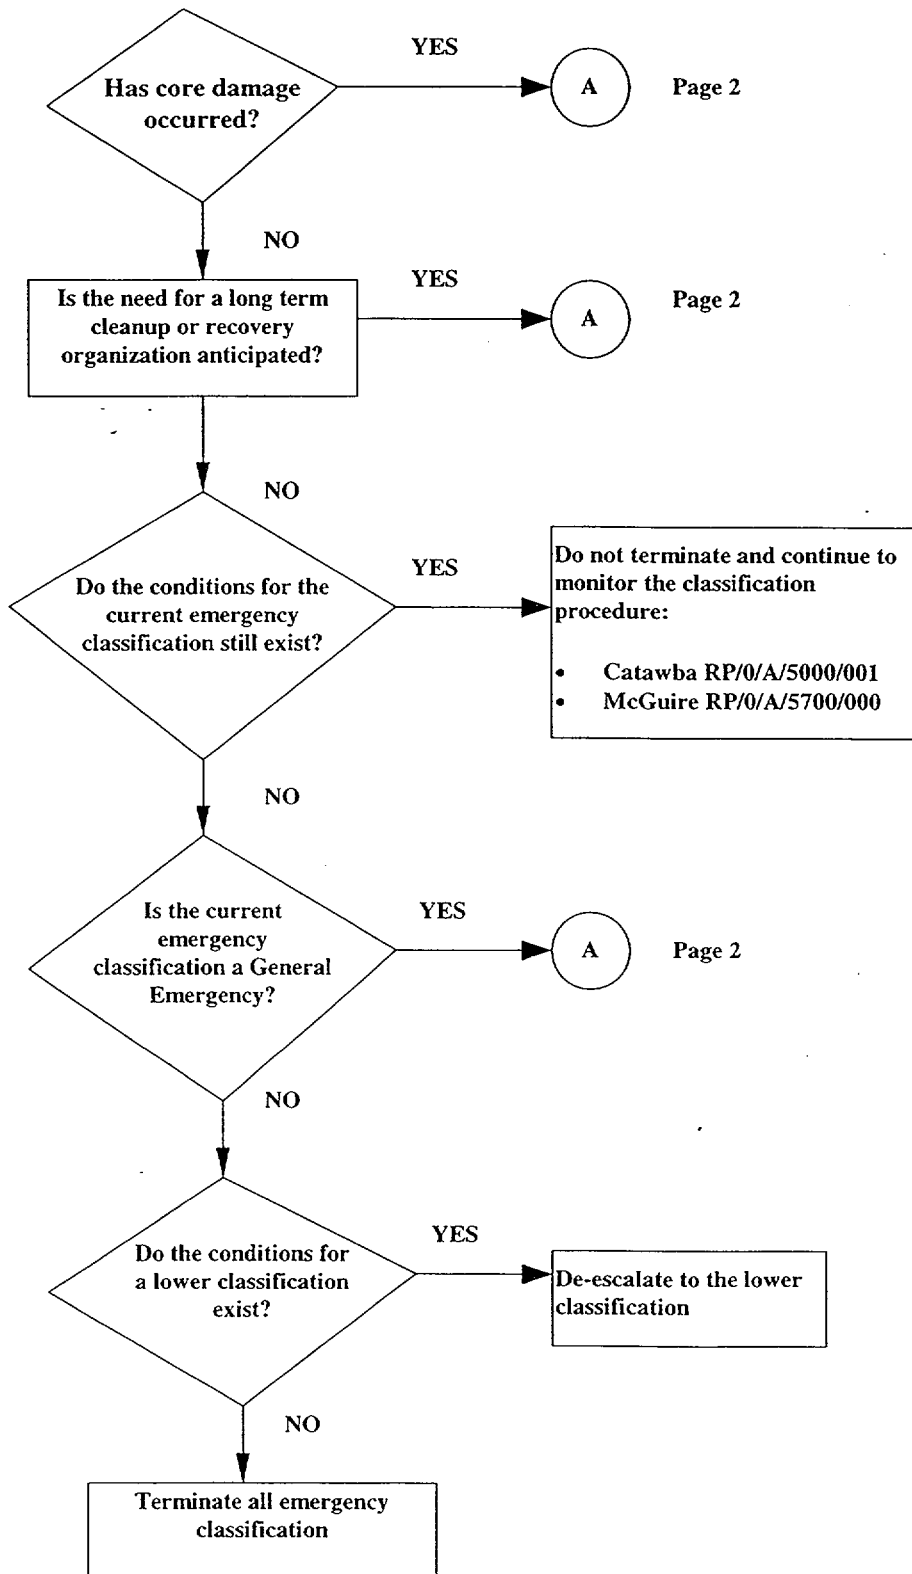 YES
Has core damage
occurred?
A
Page 2
NO
YES
Is the need for a long term
cleanup or recovery
organization anticipated?
A
Page 2
NO
YES
Do the conditions for the
current emergency
classification still exist?
Do not terminate and continue to
monitor the classification
procedure:
• Catawba RP/0/A/5000/001
• McGuire RP/0/A/5700/000
NO
YES
Is the current
emergency
classification a General
Emergency?
A
Page 2
NO
YES
Do the conditions for
a lower classification
exist?
De-escalate to the lower
classification
NO
Terminate all emergency
classification